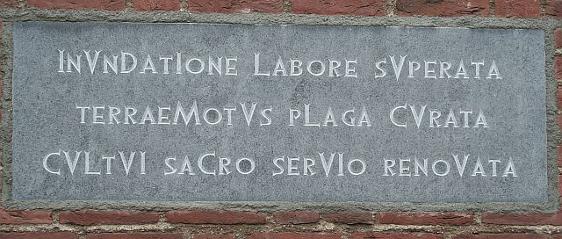 InVnDatIone Labore sVperata
terraeMotVs pLaga CVrata
CVLtVI saCro serVIo renoVata